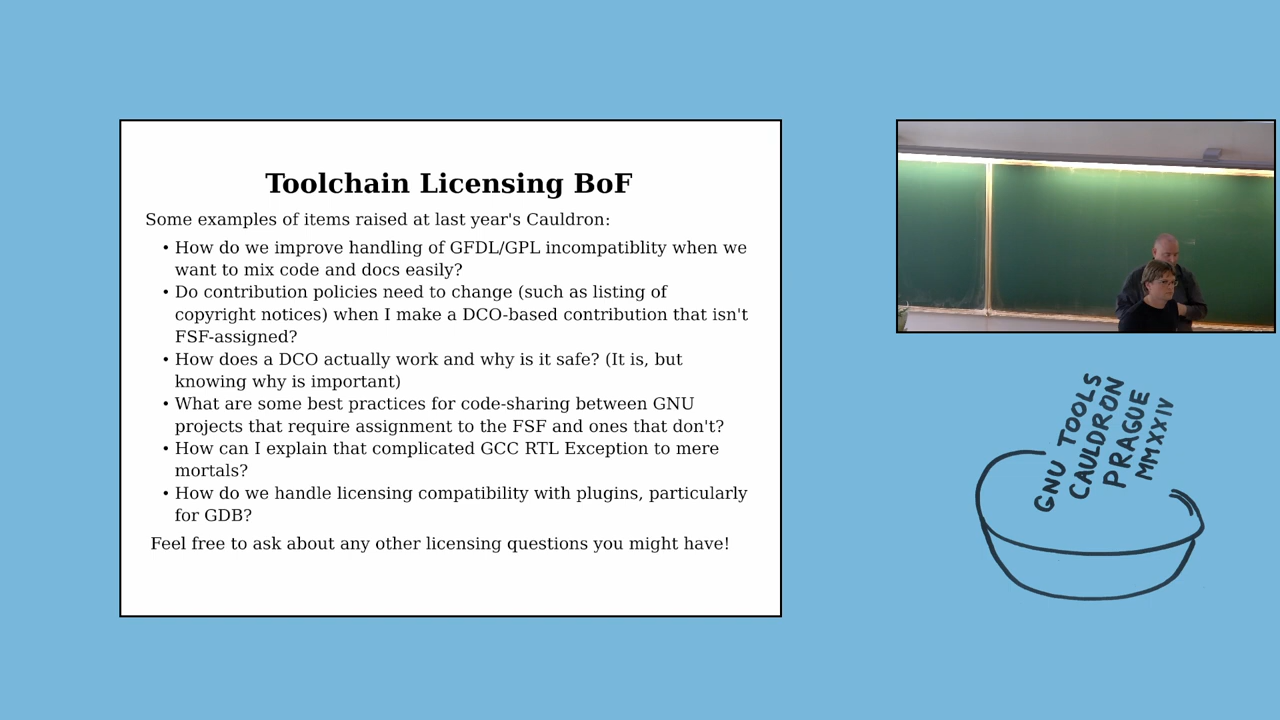 Toolchain Licensing BoF
Some examples of items raised at last year's Cauldron:
• How do we improve handling of GFDL/GPL incompatiblity when we
want to mix code and docs easily?
• Do contribution policies need to change (such as listing of
copyright notices) when I make a DCO-based contribution that isn't
FSF-assigned?
• How does a DCO actually work and why is it safe? (It is, but
knowing why is important)
• What are some best practices for code-sharing between GNU
projects that require assignment to the FSF and ones that don't?
• How can I explain that complicated GCC RTL Exception to mere
mortals?
• How do we handle licensing compatibility with plugins, particularly
for GDB?
Feel free to ask about any other licensing questions you might have!
GNU TOOLS
CAULDRON
PRAGUE
MMXXIV